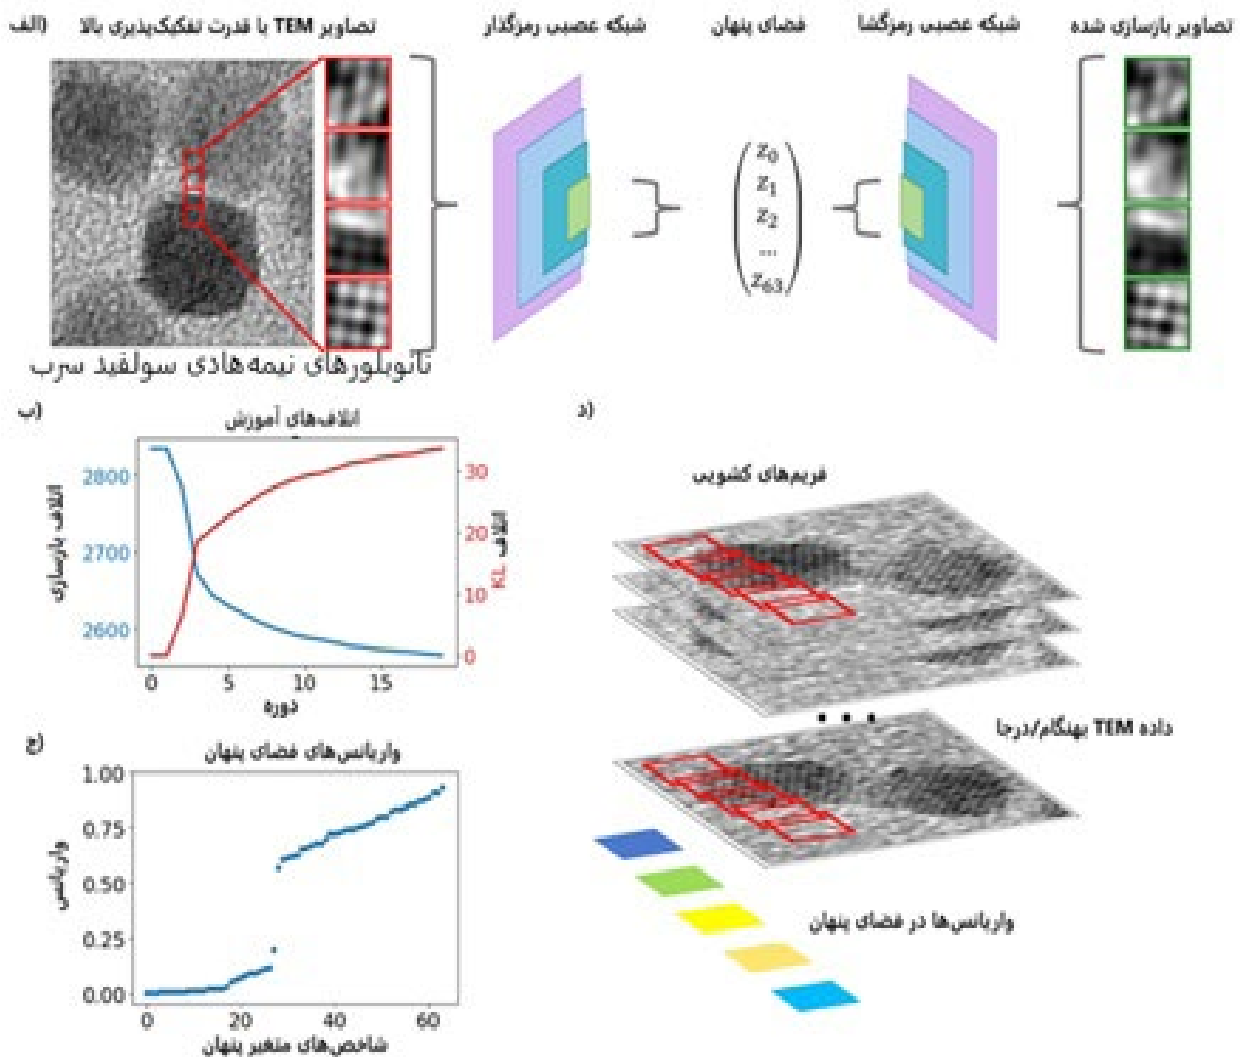 الف) تصاویر TEM با قدرت تفکیک‌پذیری بالا
شبکه عصبی رمزگذار
فضای پنهان
شبکه عصبی رمزگشا
تصاویر بازسازی شده
z0
z1
z2
...
z63
نانوبلورهای نیمه‌هادی سولفید سرب
ب)
اتلاف‌های آموزش
اتلاف بازسازی
2800
2700
2600
اتلاف KL
30
20
10
0
0 5 10 15
دوره
ج)
واریانس‌های فضای پنهان
واریانس
1.00
0.75
0.50
0.25
0.00
0 20 40 60
شاخص‌های متغیر پنهان
د)
فریم‌های کشویی
...
داده TEM بهنگام/درجا
واریانس‌ها در فضای پنهان